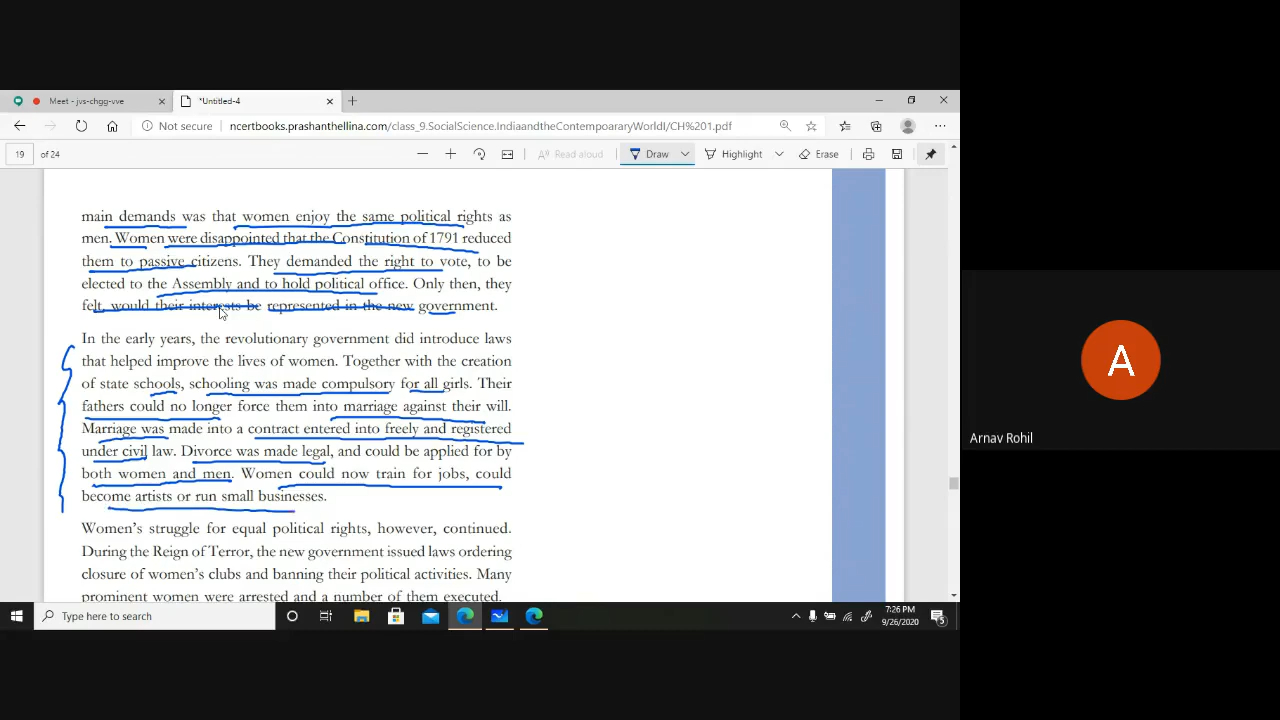 Meet - jvs-chgg-vve
*Untitled-4
Not secure
ncertbooks.prashanthellina.com/class_9.SocialScience.IndiaandtheContempoararyWorldI/CH%201.pdf
19 of 24
Read aloud
Draw
Highlight
Erase
main demands was that women enjoy the same political rights as
men. Women were disappointed that the Constitution of 1791 reduced
them to passive citizens. They demanded the right to vote, to be
elected to the Assembly and to hold political office. Only then, they
felt, would their interests be represented in the new government.
In the early years, the revolutionary government did introduce laws
that helped improve the lives of women. Together with the creation
of state schools, schooling was made compulsory for all girls. Their
fathers could no longer force them into marriage against their will.
Marriage was made into a contract entered into freely and registered
under civil law. Divorce was made legal, and could be applied for by
both women and men. Women could now train for jobs, could
become artists or run small businesses.
Women's struggle for equal political rights, however, continued.
During the Reign of Terror, the new government issued laws ordering
closure of women's clubs and banning their political activities. Many
prominent women were arrested and a number of them executed.
A
Arnav Rohil
Type here to search
7:26 PM
9/26/2020
5